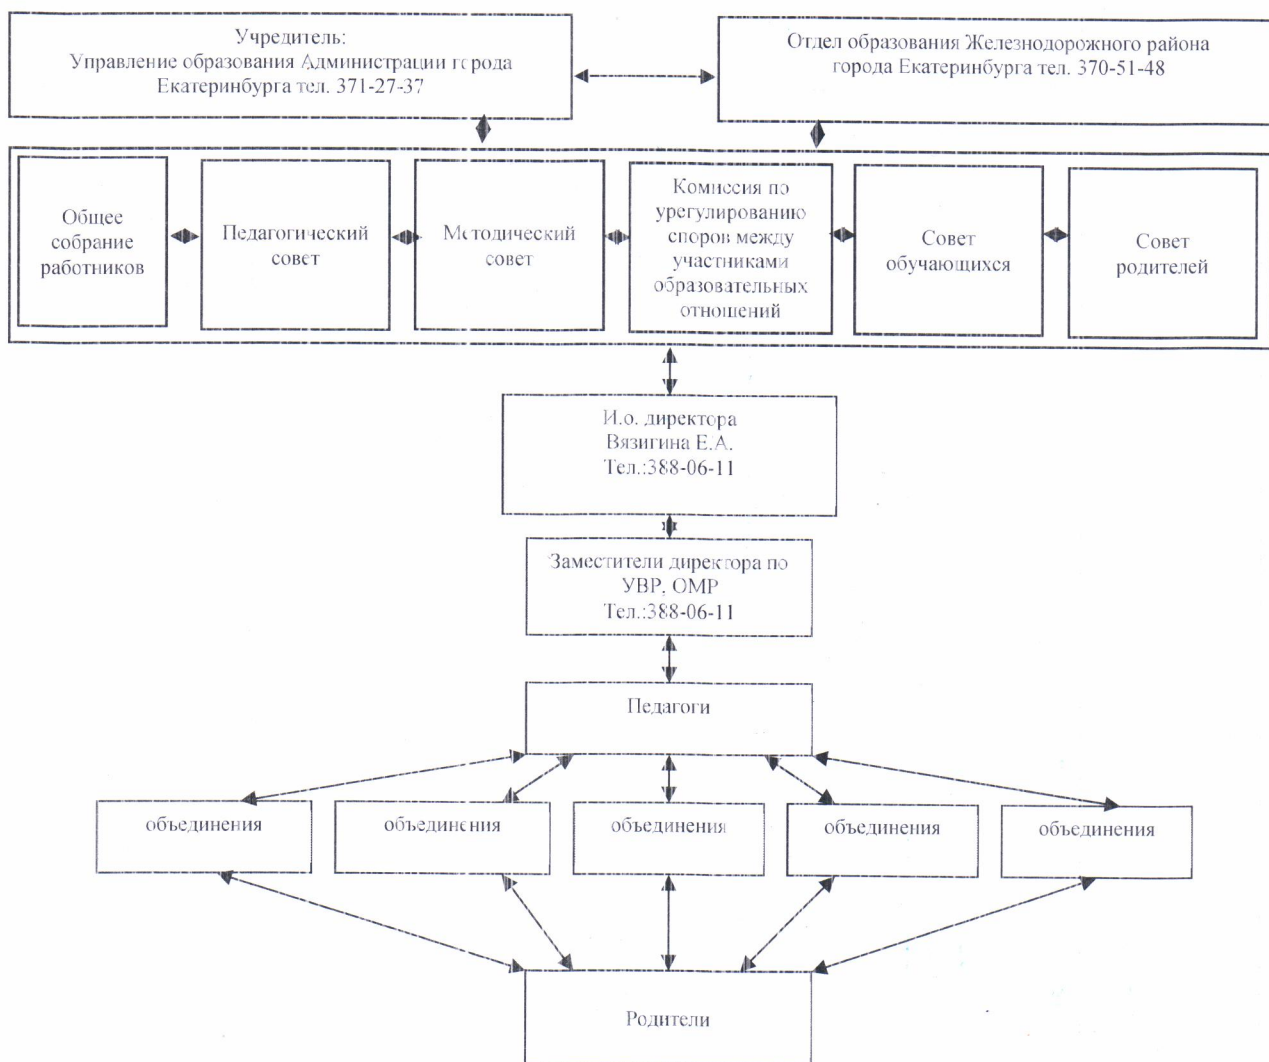 Учредитель:
Управление образования Администрации города
Екатеринбурга тел. 371-27-37
Отдел образования Железнодорожного района
города Екатеринбурга тел. 370-51-48
Общее
собрание
работников
Педагогический
совет
Методический
совет
Комиссия по
урегулированию
споров между
участниками
образовательных
отношений
Совет
обучающихся
Совет
родителей
И.о. директора
Вязигина Е.А.
Тел.:388-06-11
Заместители директора по
УВР, ОМР
Тел.:388-06-11
Педагоги
объединения
объединения
объединения
объединения
объединения
Родители